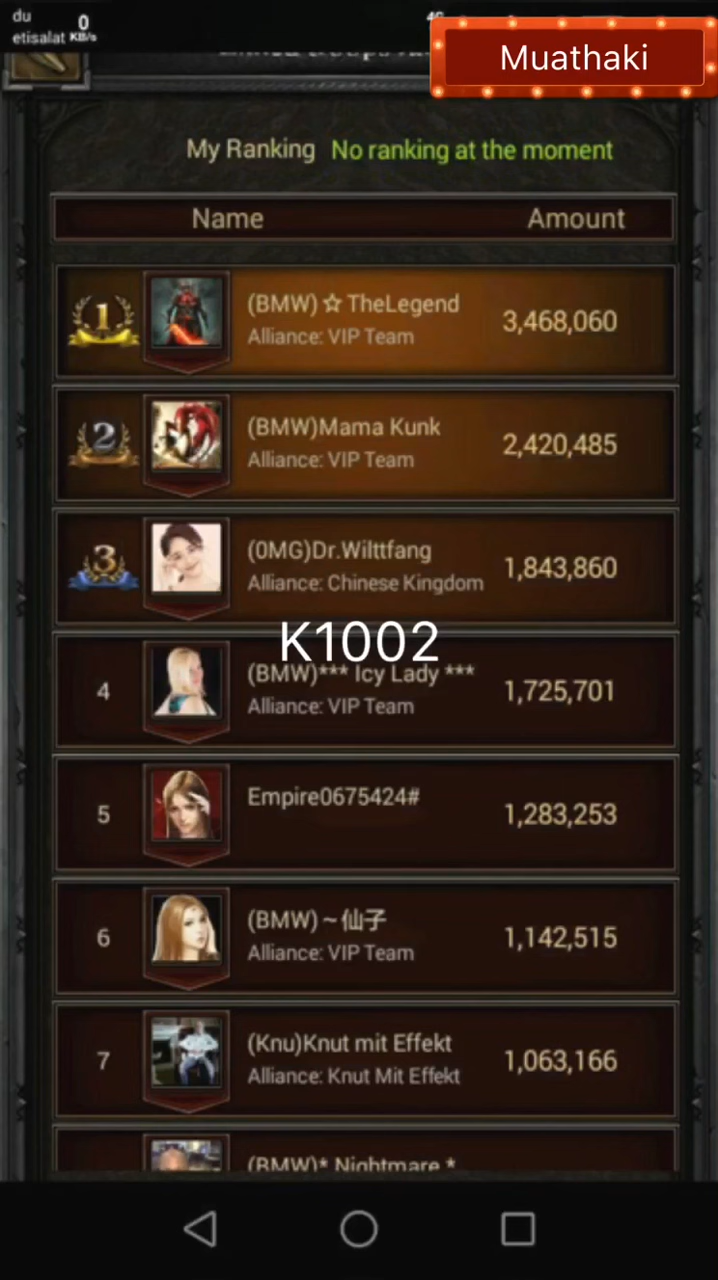 du
etisalat
0
KB/s
4G
Muathaki
My Ranking No ranking at the moment
Name Amount
1
(BMW) ☆ TheLegend
Alliance: VIP Team
3,468,060
2
(BMW)Mama Kunk
Alliance: VIP Team
2,420,485
3
(0MG)Dr.Wilttfang
Alliance: Chinese Kingdom
1,843,860
K1002
4
(BMW)*** Icy Lady ***
Alliance: VIP Team
1,725,701
5
Empire0675424#
1,283,253
6
(BMW) ~仙子
Alliance: VIP Team
1,142,515
7
(Knu)Knut mit Effekt
Alliance: Knut Mit Effekt
1,063,166
(BMW)* Nightmare *